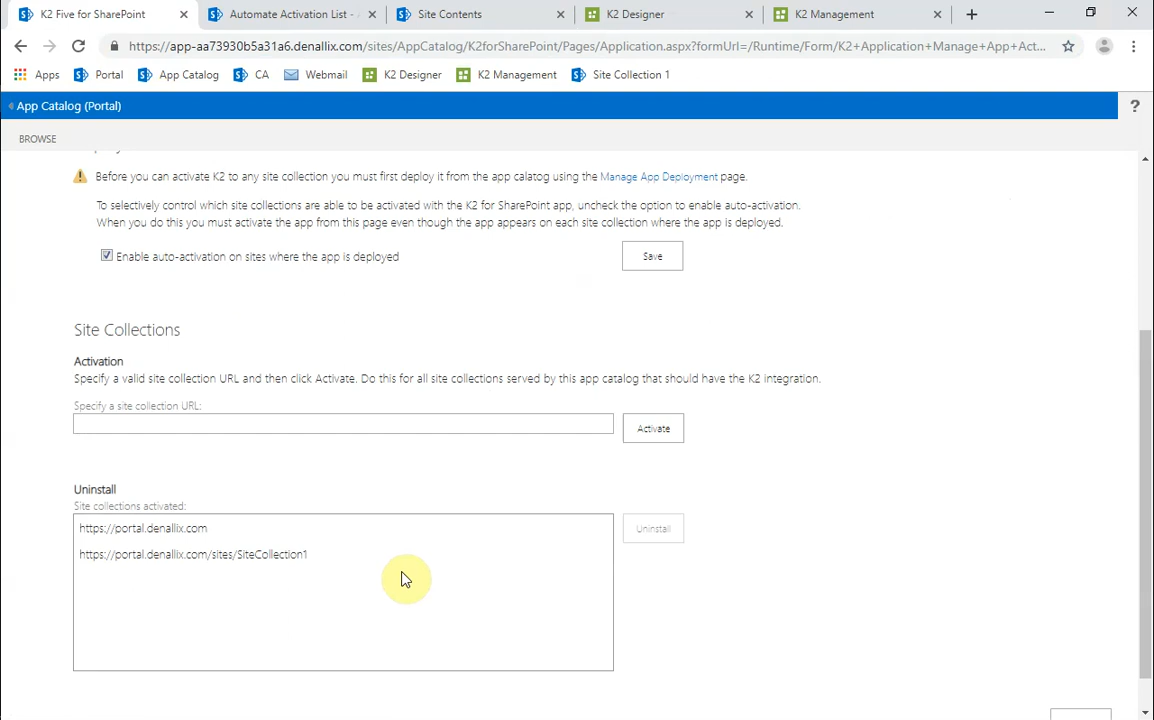 K2 Five for SharePoint
Automate Activation List -
Site Contents
K2 Designer
K2 Management
https://app-aa73930b5a31a6.denallix.com/sites/AppCatalog/K2forSharePoint/Pages/Application.aspx?formUrl=/Runtime/Form/K2+Application+Manage+App+Act...
Apps
Portal
App Catalog
CA
Webmail
K2 Designer
K2 Management
Site Collection 1
App Catalog (Portal)
?
BROWSE
Before you can activate K2 to any site collection you must first deploy it from the app calatog using the Manage App Deployment page.
To selectively control which site collections are able to be activated with the K2 for SharePoint app, uncheck the option to enable auto-activation.
When you do this you must activate the app from this page even though the app appears on each site collection where the app is deployed.
Enable auto-activation on sites where the app is deployed
Save
Site Collections
Activation
Specify a valid site collection URL and then click Activate. Do this for all site collections served by this app catalog that should have the K2 integration.
Specify a site collection URL:
Activate
Uninstall
Site collections activated:
https://portal.denallix.com
Uninstall
https://portal.denallix.com/sites/SiteCollection1